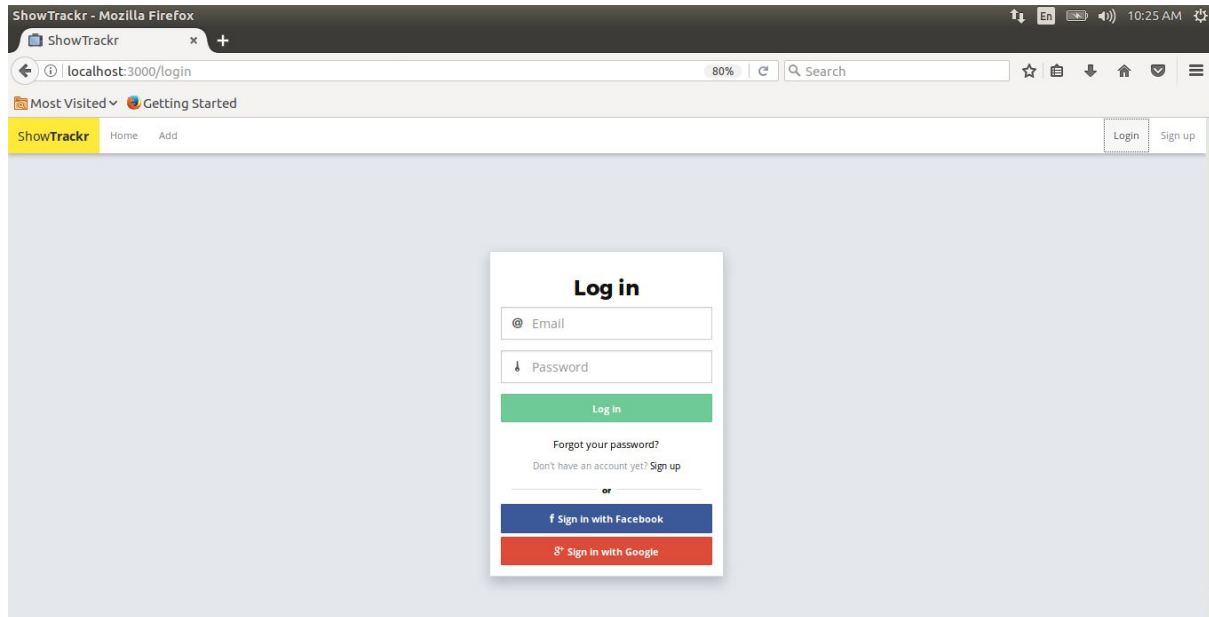 ShowTrackr - Mozilla Firefox En 10:25 AM
ShowTrackr × +
localhost:3000/login 80% Search
Most Visited Getting Started
ShowTrackr Home Add Login Sign up
Log in
@ Email
Password
Log in
Forgot your password?
Don't have an account yet? Sign up
or
f Sign in with Facebook
g+ Sign in with Google